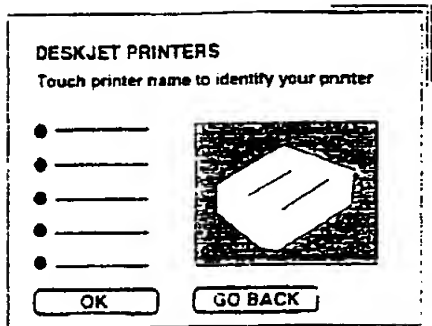 DESKJET PRINTERS
Touch printer name to identify your printer
OK
GO BACK